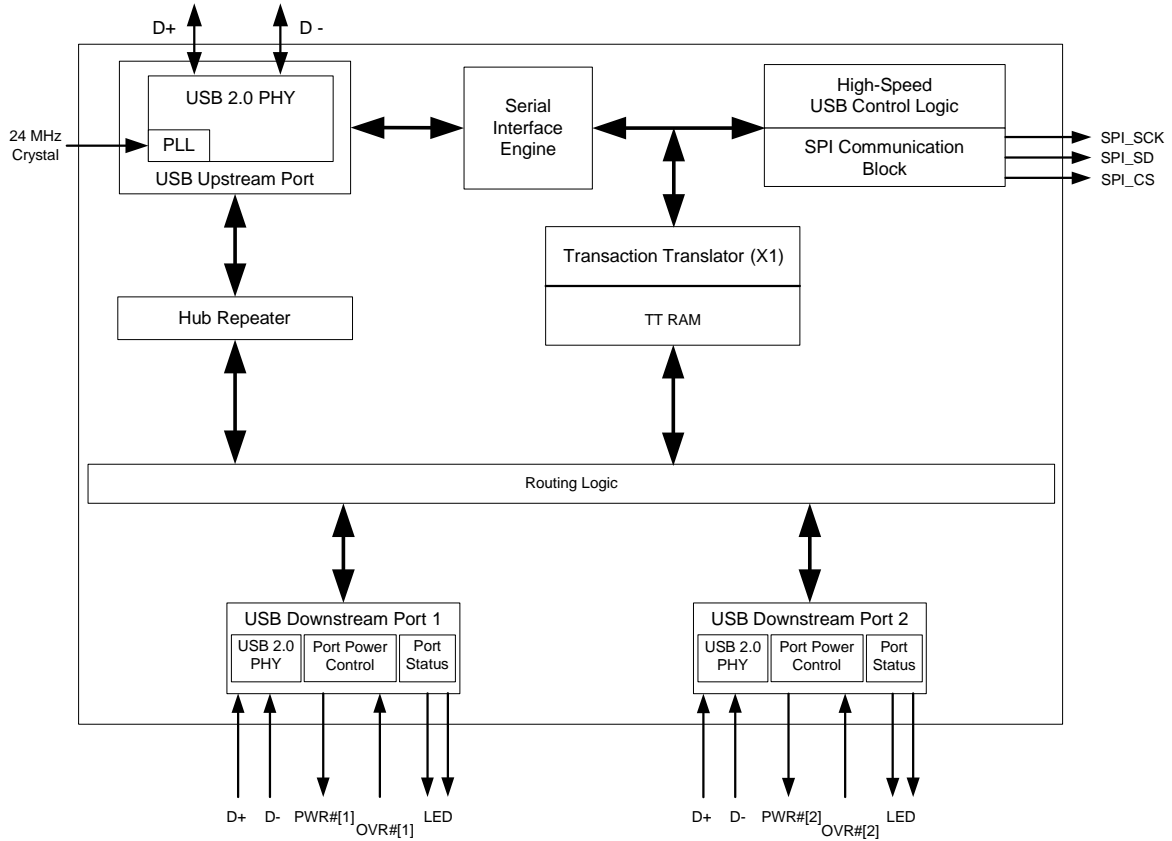 D+
D -
USB 2.0 PHY
PLL
USB Upstream Port
24 MHz
Crystal
Serial
Interface
Engine
High-Speed
USB Control Logic
SPI Communication
Block
SPI_SCK
SPI_SD
SPI_CS
Transaction Translator (X1)
TT RAM
Hub Repeater
Routing Logic
USB Downstream Port 1
USB 2.0
PHY
Port Power
Control
Port
Status
USB Downstream Port 2
USB 2.0
PHY
Port Power
Control
Port
Status
D+
D-
PWR#[1]
OVR#[1]
LED
D+
D-
PWR#[2]
OVR#[2]
LED